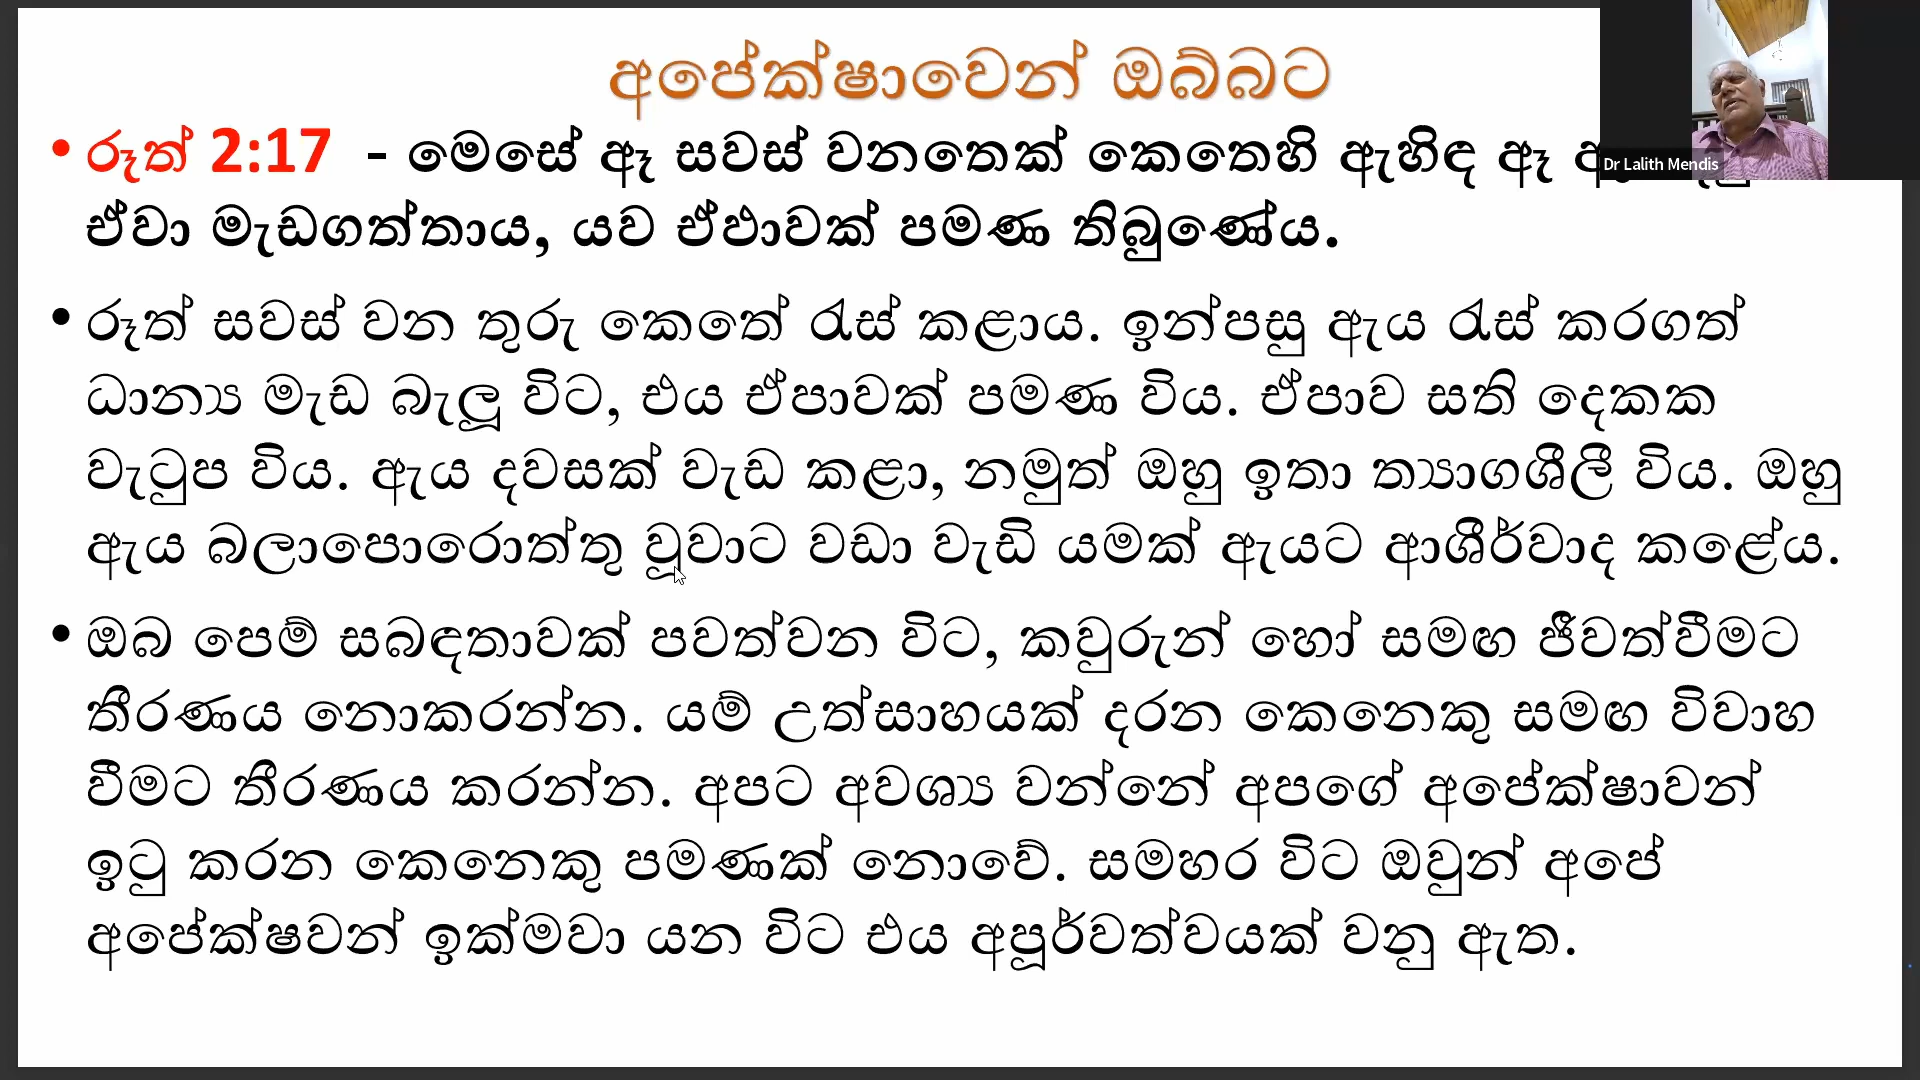 අපේක්ෂාවෙන් ඔබ්බට
• රූත් 2:17 - මෙසේ ඈ සවස් වනතෙක් කෙතෙහි ඇහිඳ ඈ
ඒවා මැඩගත්තාය, යව ඒඵාවක් පමණ තිබුණේය.
• රූත් සවස් වන තුරු කෙතේ රැස් කළාය. ඉන්පසු ඇය රැස් කරගත්
ධාන්‍ය මැඩ බැලූ විට, එය ඒපාවක් පමණ විය. ඒපාව සති දෙකක
වැටුප විය. ඇය දවසක් වැඩ කළා, නමුත් ඔහු ඉතා ත්‍යාගශීලී විය. ඔහු
ඇය බලාපොරොත්තු වූවාට වඩා වැඩි යමක් ඇයට ආශීර්වාද කළේය.
• ඔබ පෙම් සබඳතාවක් පවත්වන විට, කවුරුන් හෝ සමඟ ජීවත්වීමට
තීරණය නොකරන්න. යම් උත්සාහයක් දරන කෙනෙකු සමඟ විවාහ
වීමට තීරණය කරන්න. අපට අවශ්‍ය වන්නේ අපගේ අපේක්ෂාවන්
ඉටු කරන කෙනෙකු පමණක් නොවේ. සමහර විට ඔවුන් අපේ
අපේක්ෂවන් ඉක්මවා යන විට එය අපූර්වත්වයක් වනු ඇත.
Dr Lalith Mendis